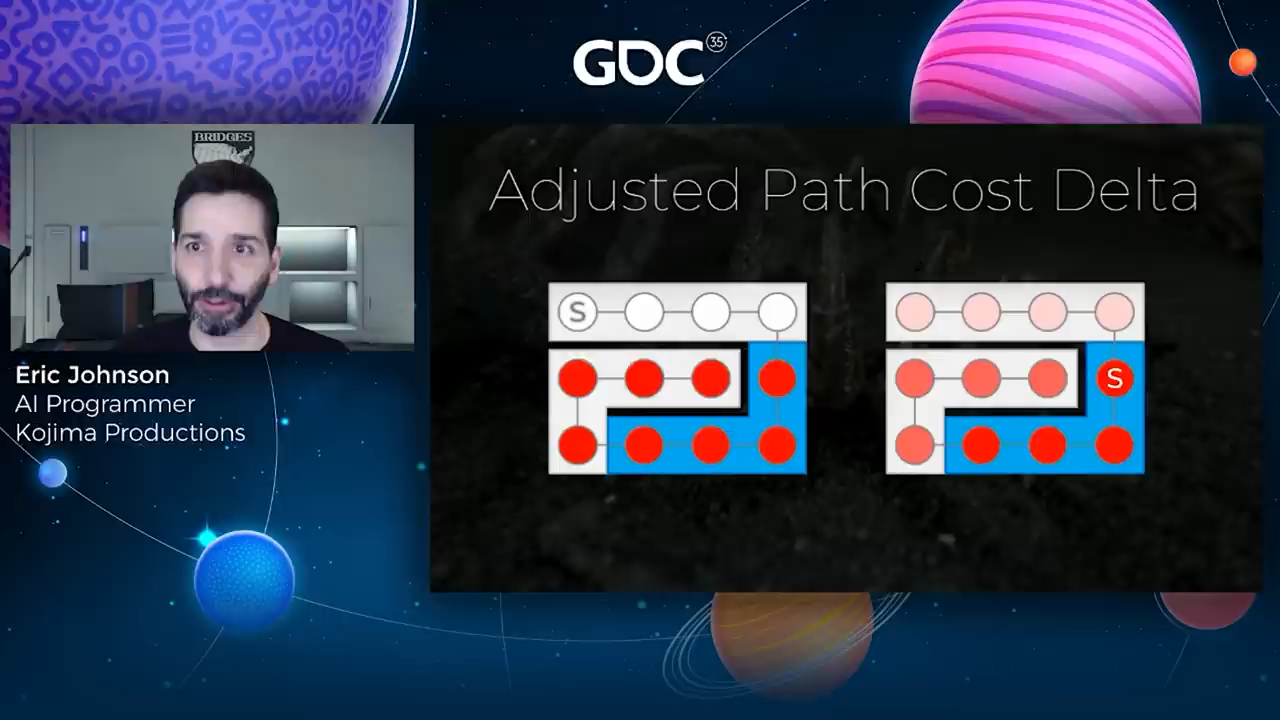 GDC 35
BRIDGES
Adjusted Path Cost Delta
S
S
Eric Johnson
AI Programmer
Kojima Productions